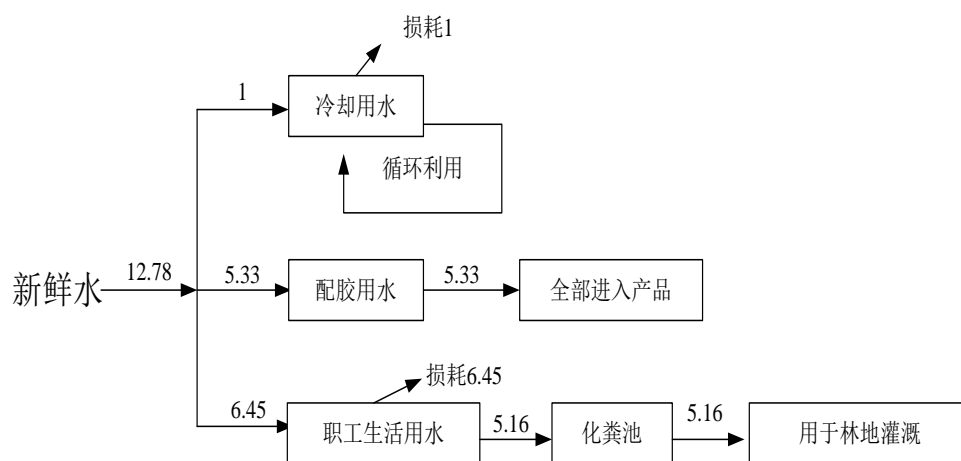 损耗1
1
冷却用水
循环利用
新鲜水
12.78
5.33
配胶用水
5.33
全部进入产品
损耗6.45
6.45
职工生活用水
5.16
化粪池
5.16
用于林地灌溉